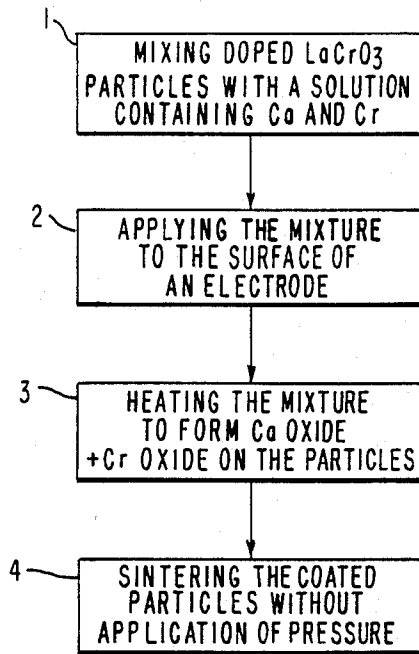 1
MIXING DOPED LaCrO3
PARTICLES WITH A SOLUTION
CONTAINING Ca AND Cr
2
APPLYING THE MIXTURE
TO THE SURFACE OF
AN ELECTRODE
3
HEATING THE MIXTURE
TO FORM Ca OXIDE
+Cr OXIDE ON THE PARTICLES
4
SINTERING THE COATED
PARTICLES WITHOUT
APPLICATION OF PRESSURE